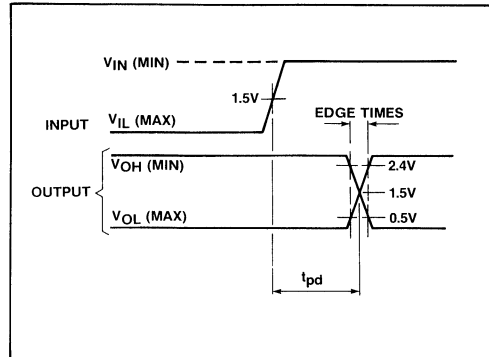 VIN (MIN)
1.5V
EDGE TIMES
INPUT
VIL (MAX)
VOH (MIN)
2.4V
OUTPUT
1.5V
VOL (MAX)
0.5V
tpd